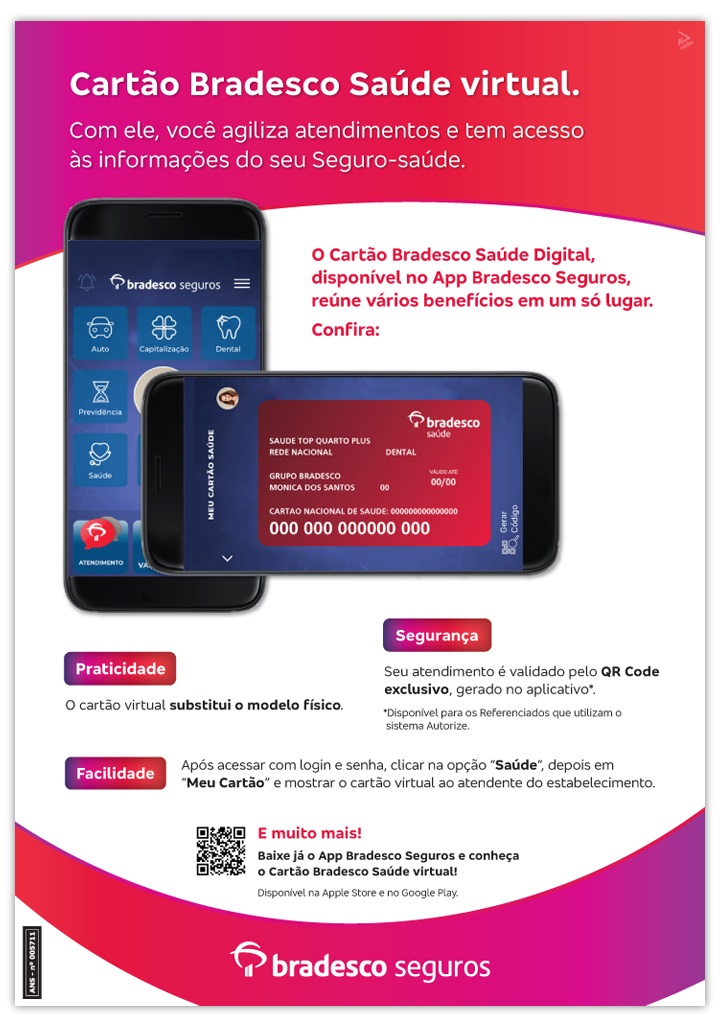 Cartão Bradesco Saúde virtual.
Com ele, você agiliza atendimentos e tem acesso
às informações do seu Seguro-saúde.
O Cartão Bradesco Saúde Digital,
disponível no App Bradesco Seguros,
reúne vários benefícios em um só lugar.
Confira:
bradesco seguros
Auto
Capitalização
Dental
Previdência
Saúde
ATENDIMENTO
MEU CARTÃO SAÚDE
bradesco
saúde
SAUDE TOP QUARTO PLUS
REDE NACIONAL DENTAL
GRUPO BRADESCO
VÁLIDO ATÉ:
MONICA DOS SANTOS 00 00/00
CARTAO NACIONAL DE SAUDE: 000000000000000
000 000 000000 000
Gerar
Código
Praticidade
O cartão virtual substitui o modelo físico.
Segurança
Seu atendimento é validado pelo QR Code
exclusivo, gerado no aplicativo*.
*Disponível para os Referenciados que utilizam o
sistema Autorize.
Facilidade
Após acessar com login e senha, clicar na opção “Saúde”, depois em
“Meu Cartão” e mostrar o cartão virtual ao atendente do estabelecimento.
E muito mais!
Baixe já o App Bradesco Seguros e conheça
o Cartão Bradesco Saúde virtual!
Disponível na Apple Store e no Google Play.
bradesco seguros
ANS - nº 005711